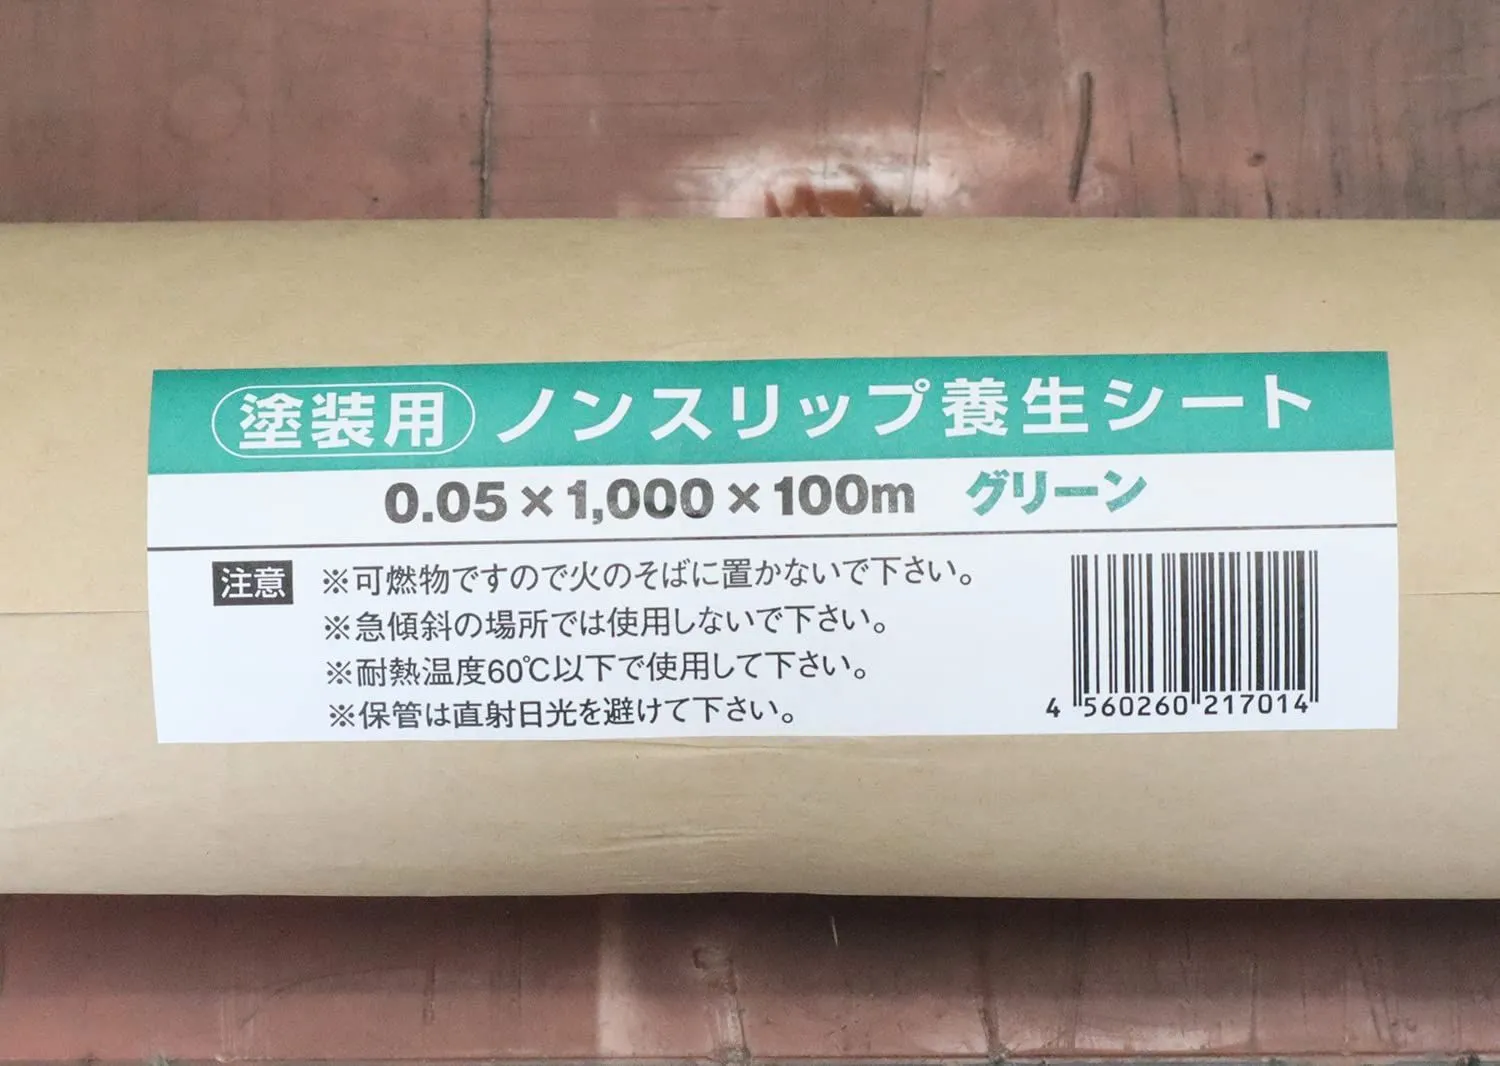 塗装用 ノンスリップ養生シート
0.05×1,000×100m グリーン
注意 ※可燃物ですので火のそばに置かないで下さい。
※急傾斜の場所では使用しないで下さい。
※耐熱温度60℃以下で使用して下さい。
※保管は直射日光を避けて下さい。
4 560260 217014